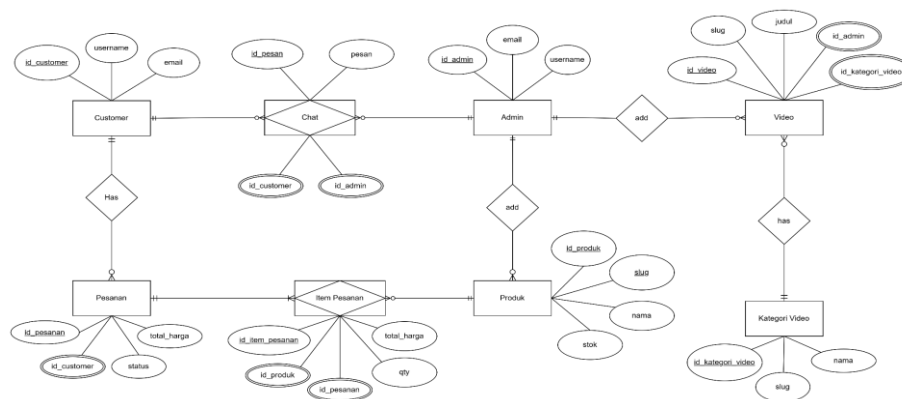 id_customer
username
email
Customer
id_pesan
pesan
Chat
id_customer
id_admin
id_admin
email
username
Admin
add
id_video
slug
judul
id_admin
id_kategori_video
Video
Has
add
has
Pesanan
id_pesanan
id_customer
status
total_harga
Item Pesanan
id_item_pesanan
id_produk
id_pesanan
qty
total_harga
Produk
id_produk
slug
nama
stok
Kategori Video
id_kategori_video
slug
nama